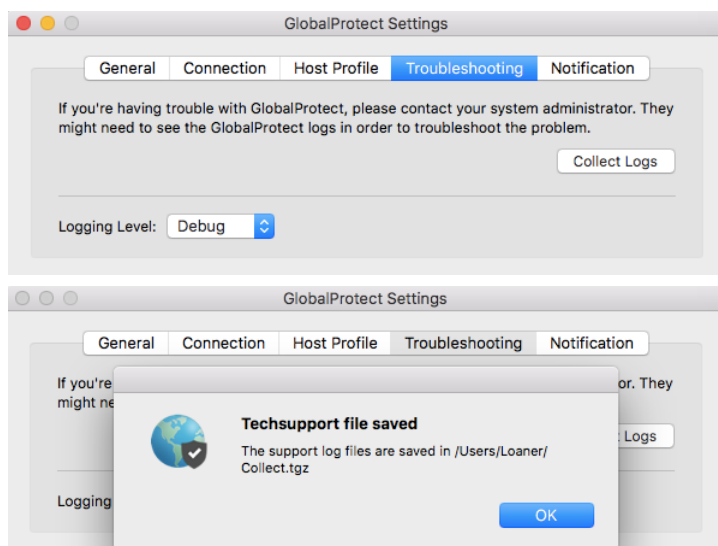 GlobalProtect Settings
General Connection Host Profile Troubleshooting Notification
If you're having trouble with GlobalProtect, please contact your system administrator. They
might need to see the GlobalProtect logs in order to troubleshoot the problem.
Collect Logs
Logging Level: Debug
GlobalProtect Settings
General Connection Host Profile Troubleshooting Notification
If you're or. They
might ne
Logs
Techsupport file saved
The support log files are saved in /Users/Loaner/
Collect.tgz
Logging
OK